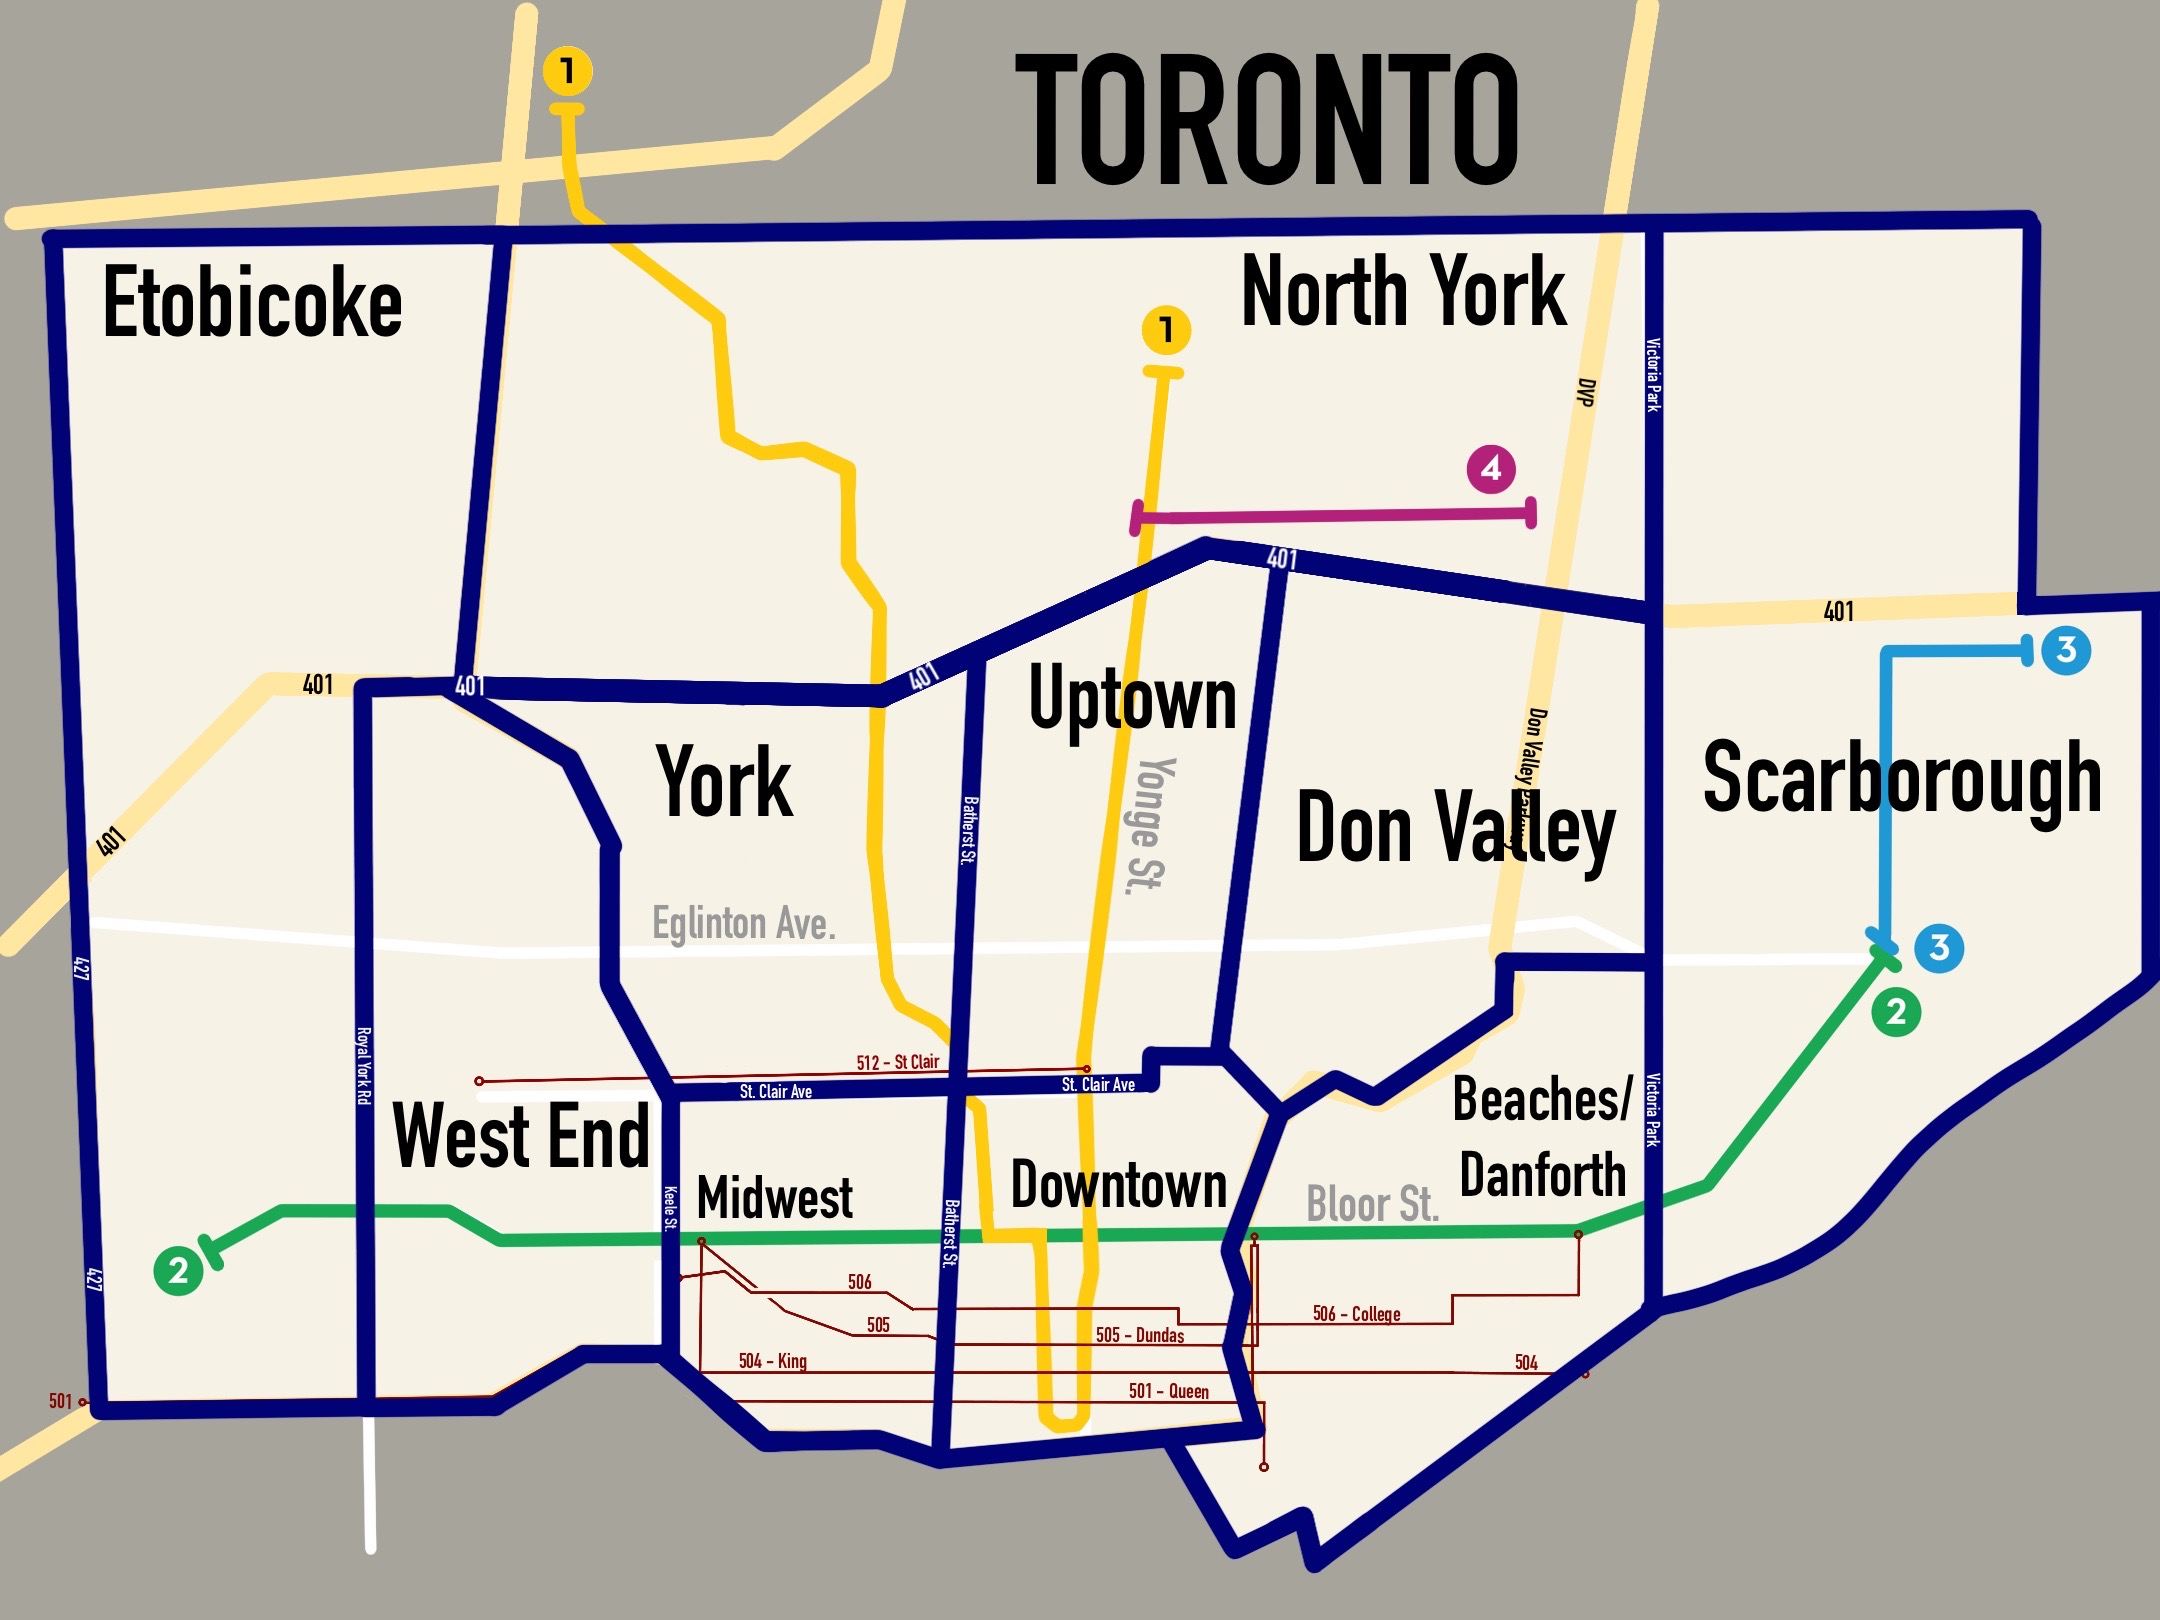 1
TORONTO
Etobicoke
North York
1
Victoria Park
DVP
4
401
401
3
401
401
401
Uptown
York
Scarborough
Don Valley Parkway
Yonge St.
Don Valley
Batherst St.
401
Eglinton Ave.
3
427
2
Royal York Rd
512 - St Clair
St. Clair Ave
St. Clair Ave
Beaches/
Danforth
Victoria Park
West End
Midwest
Downtown
Keele St.
Batherst St.
Bloor St.
2
427
506
506 - College
505
505 - Dundas
504 - King
504
501
501 - Queen